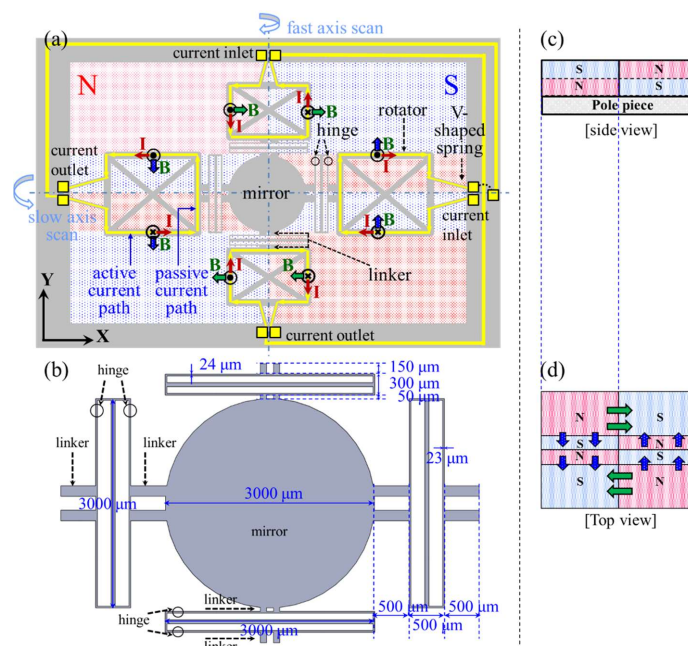 (a)
fast axis scan
current inlet
N
S
hinge
rotator
V-
shaped
spring
I
B
B
I
current
outlet
I
B
B
I
mirror
slow axis
scan
B
I
B
I
current
inlet
active
current path
passive
current path
I
B
B
I
linker
Y
X
current outlet
(b)
hinge
24 μm
150 μm
300 μm
50 μm
linker
linker
23 μm
3000 μm
3000 μm
mirror
linker
hinge
3000 μm
linker
500 μm
500 μm
500 μm
(c)
S
N
N
S
Pole piece
[side view]
(d)
N
S
S
N
N
S
S
N
[Top view]